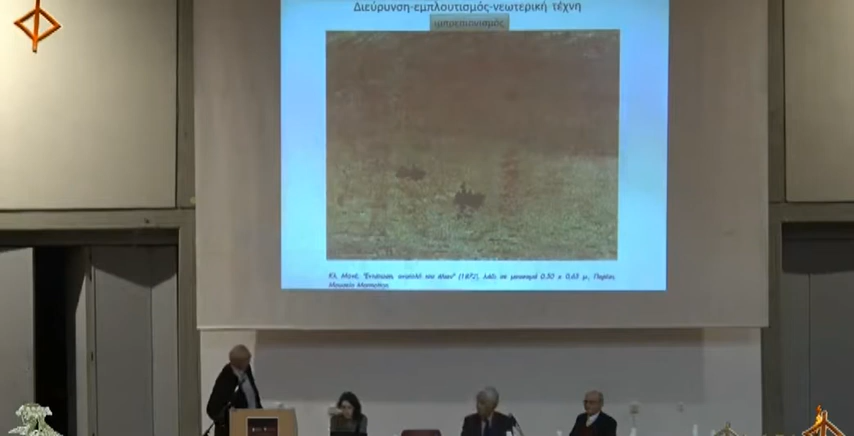 Διεύρυνση-εμπλουτισμός-νεωτερική τέχνη
ιμπρεσιονισμός
Κλ. Μονέ, "Εντύπωση, ανατολή του ήλιου" (1872), λάδι σε μουσαμά 0,50 x 0,65 μ., Παρίσι,
Μουσείο Μαρμοτάν